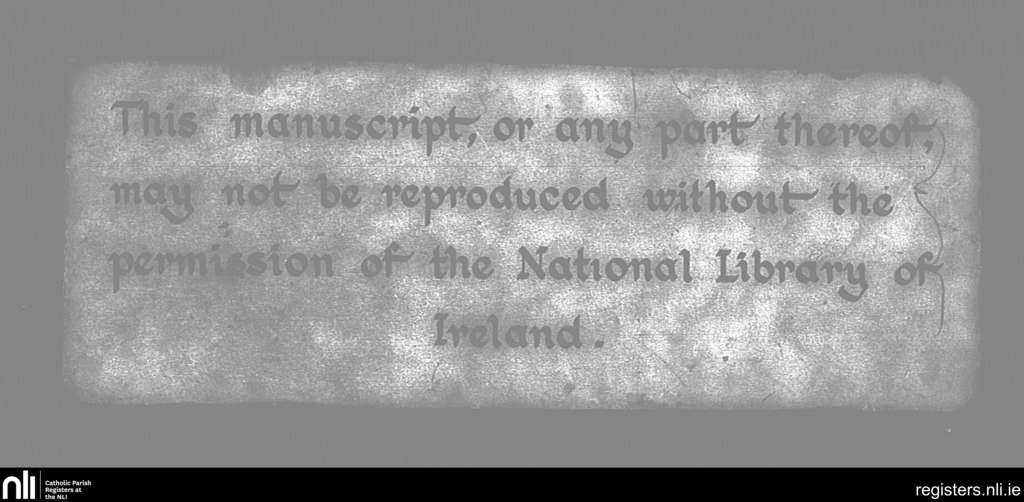 This manuscript, or any part thereof,
may not be reproduced without the
permission of the National Library of
Ireland.
nli
Catholic Parish
Registers at
the NLI
registers.nli.ie